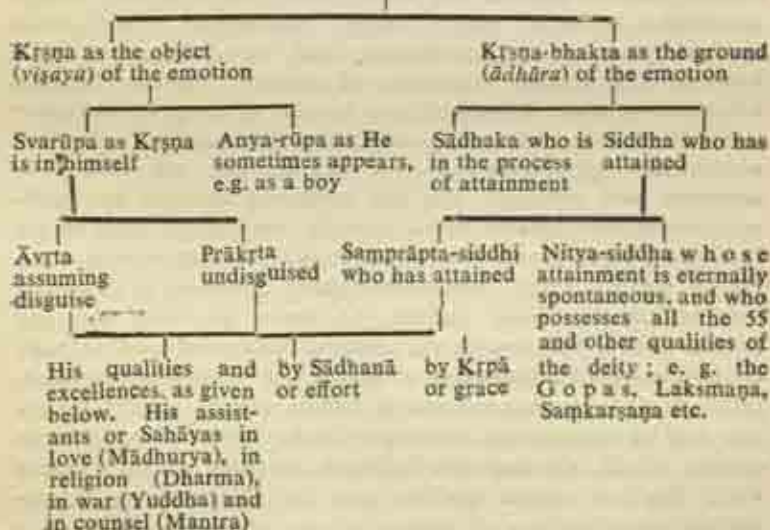 Kṛṣṇa as the object
(viṣaya) of the emotion
Kṛsṇa-bhakta as the ground
(ādhāra) of the emotion
Svarūpa as Kṛṣṇa
is in himself
Anya-rūpa as He
sometimes appears,
e.g. as a boy
Sādhaka who is
in the process
of attainment
Siddha who has
attained
Āvṛta
assuming
disguise
Prākṛta
undisguised
Saṃprāpta-siddhi
who has attained
Nitya-siddha whose
attainment is eternally
spontaneous, and who
possesses all the 55
and other qualities of
the deity; e. g. the
Gopas, Lakṣmaṇa,
Saṃkarṣaṇa etc.
His qualities and
excellences, as given
below. His assist-
ants or Sahāyas in
love (Mādhurya), in
religion (Dharma),
in war (Yuddha) and
in counsel (Mantra)
by Sādhanā
or effort
by Kṛpā
or grace